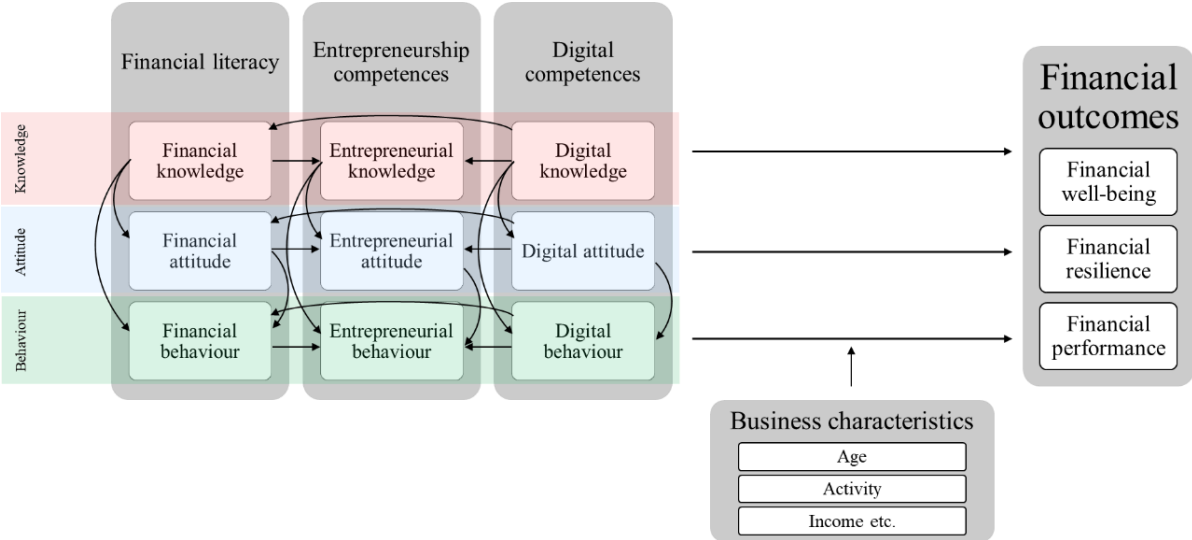 Financial literacy
Entrepreneurship
competences
Digital
competences
Knowledge
Financial
knowledge
Entrepreneurial
knowledge
Digital
knowledge
Attitude
Financial
attitude
Entrepreneurial
attitude
Digital attitude
Behaviour
Financial
behaviour
Entrepreneurial
behaviour
Digital
behaviour
Financial
outcomes
Financial
well-being
Financial
resilience
Financial
performance
Business characteristics
Age
Activity
Income etc.